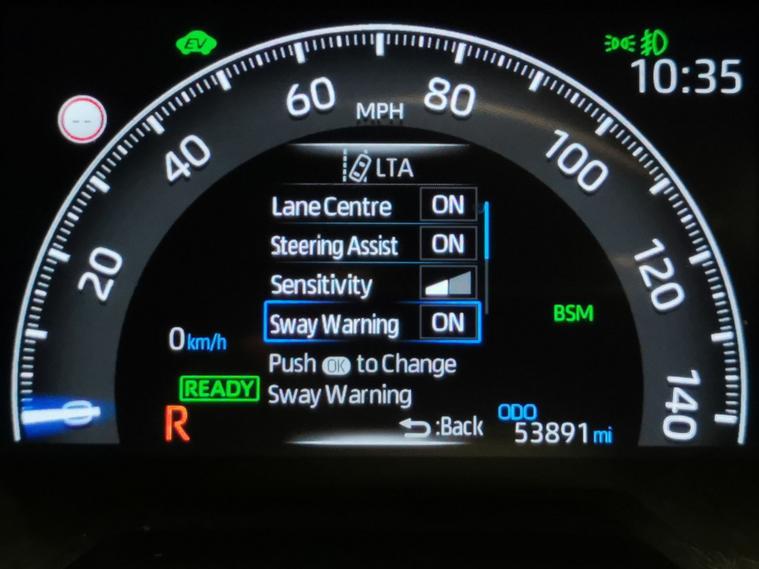 EV
10:35
--
60
MPH
80
40
100
LTA
Lane Centre ON
Steering Assist ON
20
120
Sensitivity
Sway Warning ON
BSM
0 km/h
Push OK to Change
Sway Warning
READY
0
140
R
:Back
ODO
53891 mi